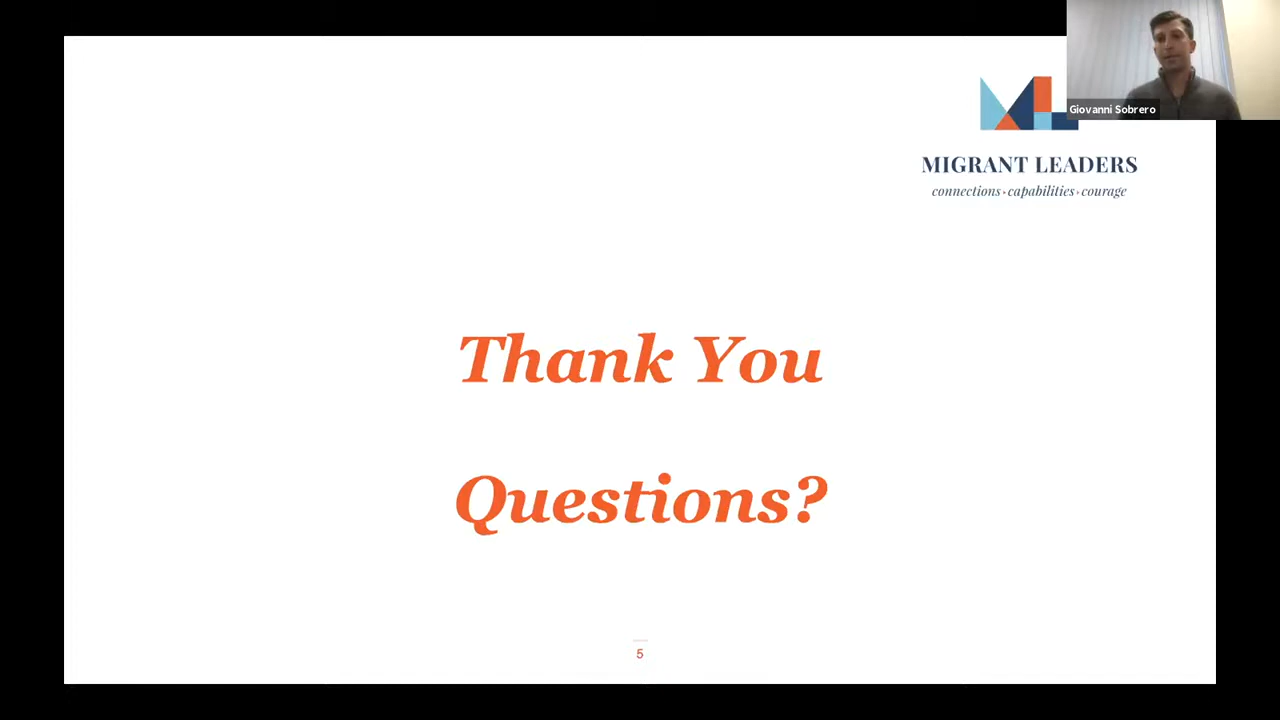 Giovanni Sobrero
MIGRANT LEADERS
connections · capabilities · courage
Thank You
Questions?
5